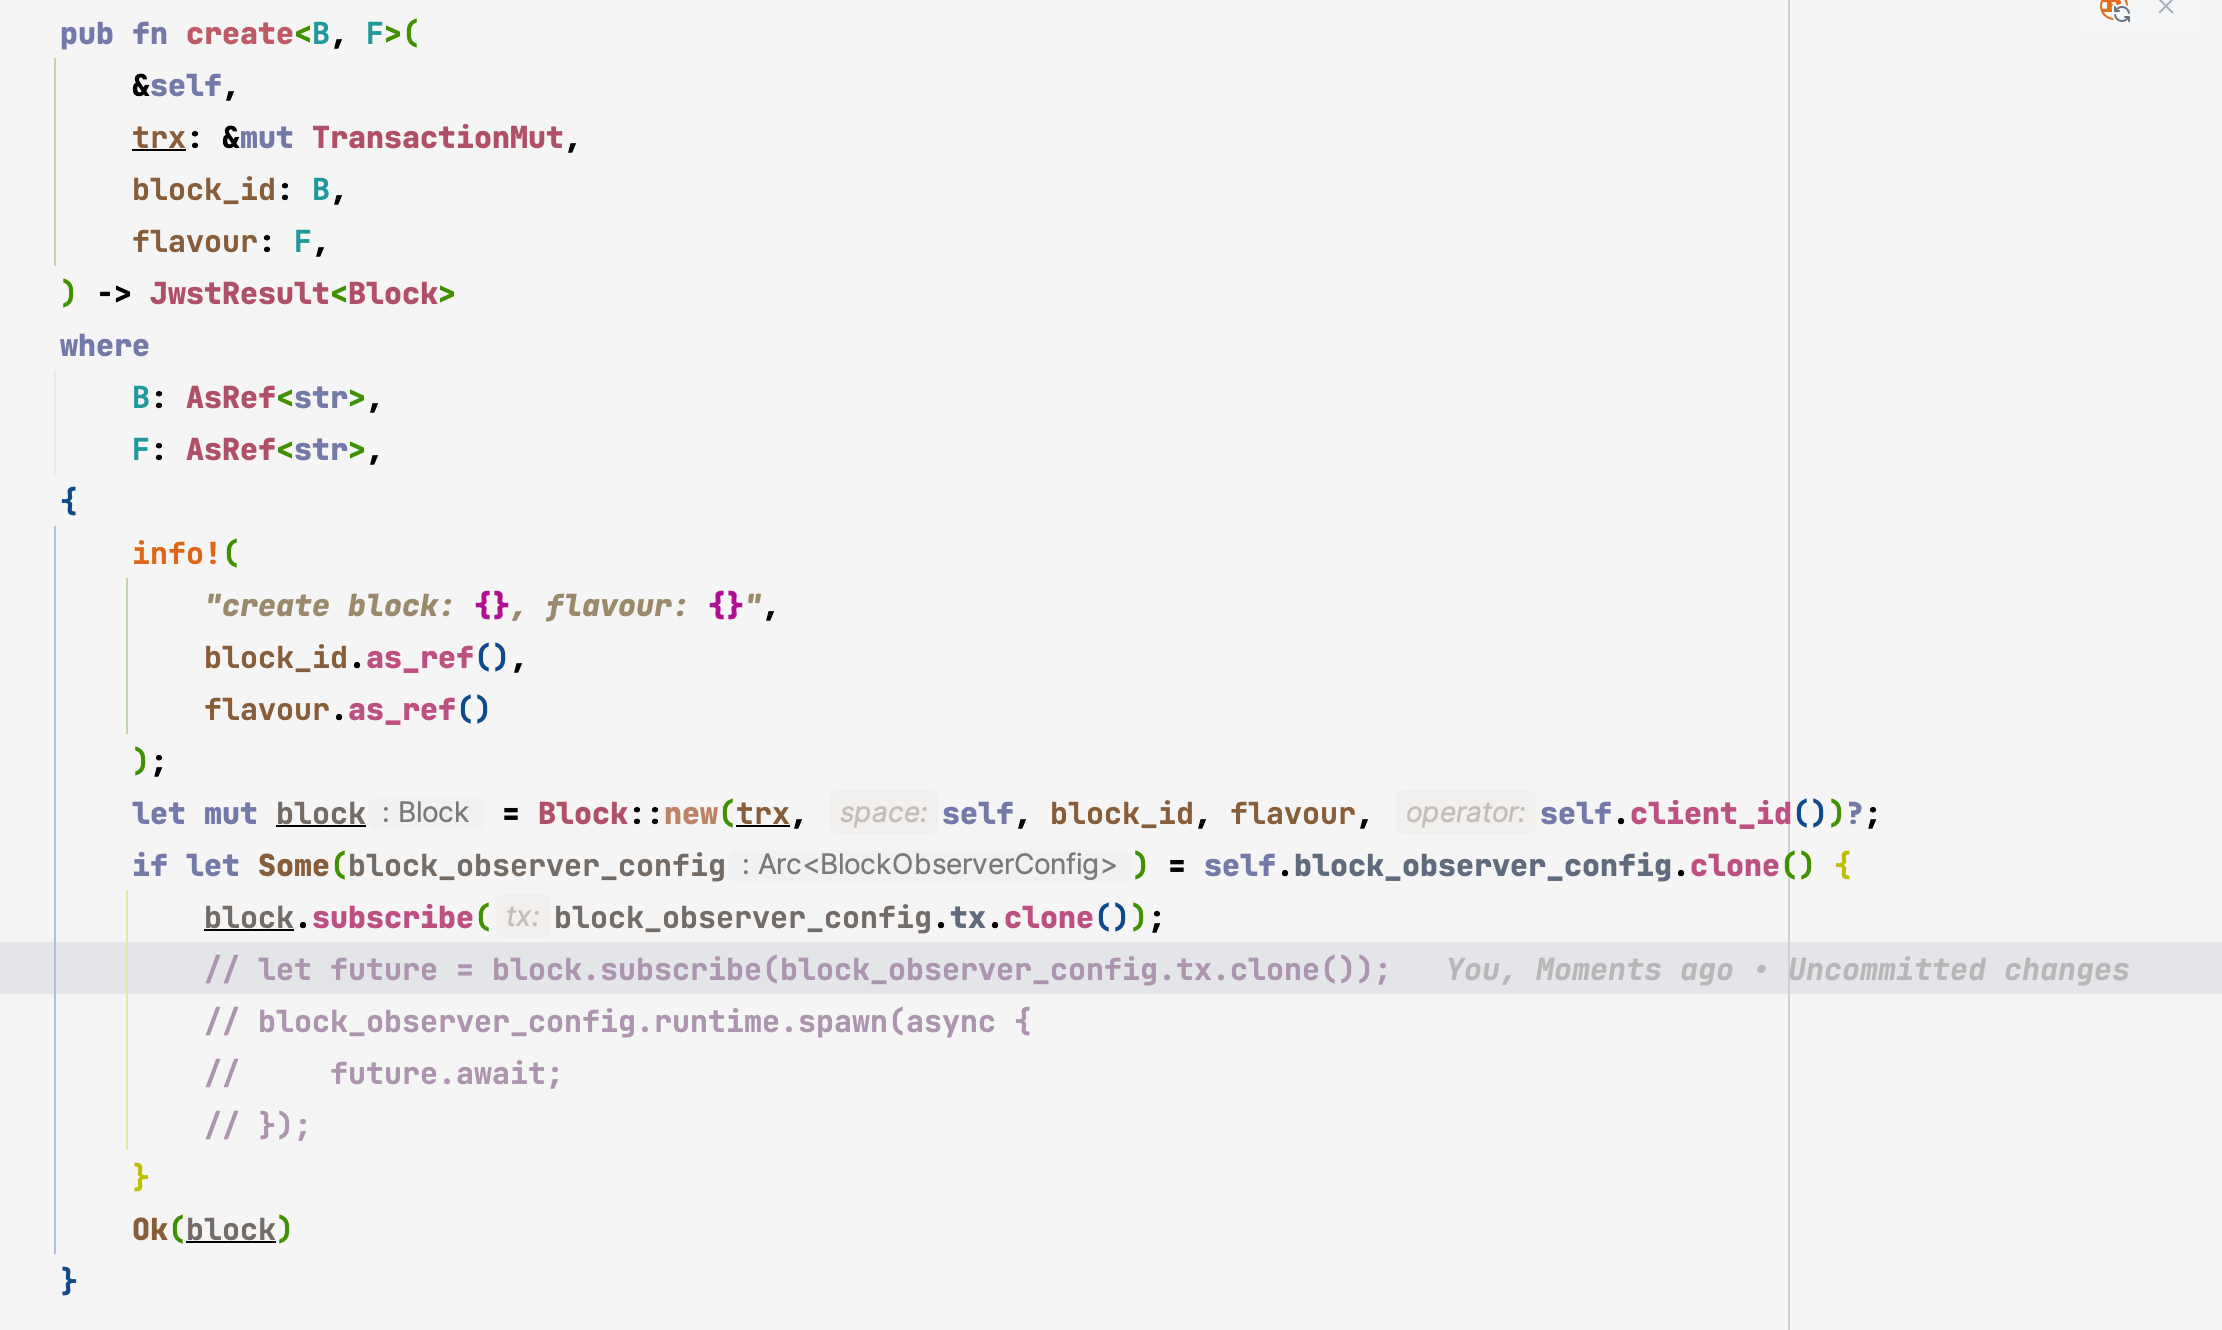 pub fn create<B, F>(
    &self,
    trx: &mut TransactionMut,
    block_id: B,
    flavour: F,
) -> JwstResult<Block>
where
    B: AsRef<str>,
    F: AsRef<str>,
{
    info!(
        "create block: {}, flavour: {}",
        block_id.as_ref(),
        flavour.as_ref()
    );
    let mut block : Block = Block::new(trx, space: self, block_id, flavour, operator: self.client_id())?;
    if let Some(block_observer_config : Arc<BlockObserverConfig> ) = self.block_observer_config.clone() {
        block.subscribe( tx: block_observer_config.tx.clone());
        // let future = block.subscribe(block_observer_config.tx.clone());   You, Moments ago • Uncommitted changes
        // block_observer_config.runtime.spawn(async {
        //     future.await;
        // });
    }
    Ok(block)
}